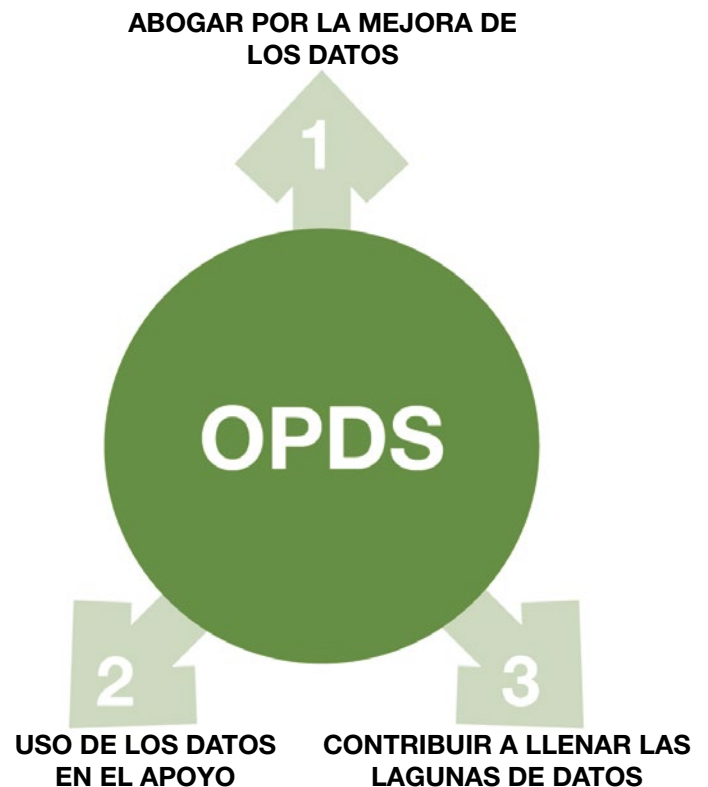 ABOGAR POR LA MEJORA DE
LOS DATOS
1
OPDS
2
3
USO DE LOS DATOS
EN EL APOYO
CONTRIBUIR A LLENAR LAS
LAGUNAS DE DATOS